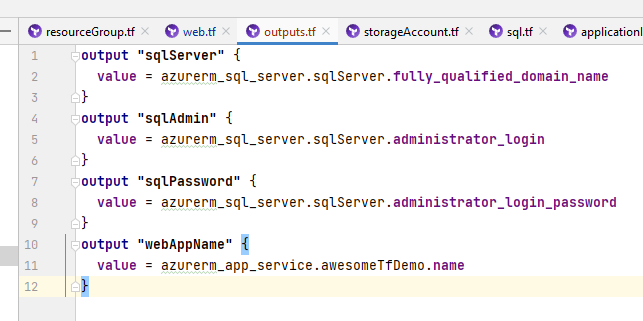 resourceGroup.tf web.tf outputs.tf storageAccount.tf sql.tf
1 output "sqlServer" {
2 value = azurerm_sql_server.sqlServer.fully_qualified_domain_name
3 }
4 output "sqlAdmin" {
5 value = azurerm_sql_server.sqlServer.administrator_login
6 }
7 output "sqlPassword" {
8 value = azurerm_sql_server.sqlServer.administrator_login_password
9 }
10 output "webAppName" {
11 value = azurerm_app_service.awesomeTfDemo.name
12 }